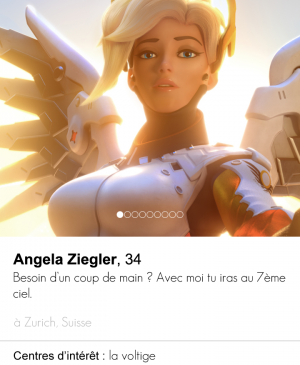 Angela Ziegler, 34
Besoin d'un coup de main ? Avec moi tu iras au 7ème
ciel.
à Zurich, Suisse
Centres d'intérêt : la voltige